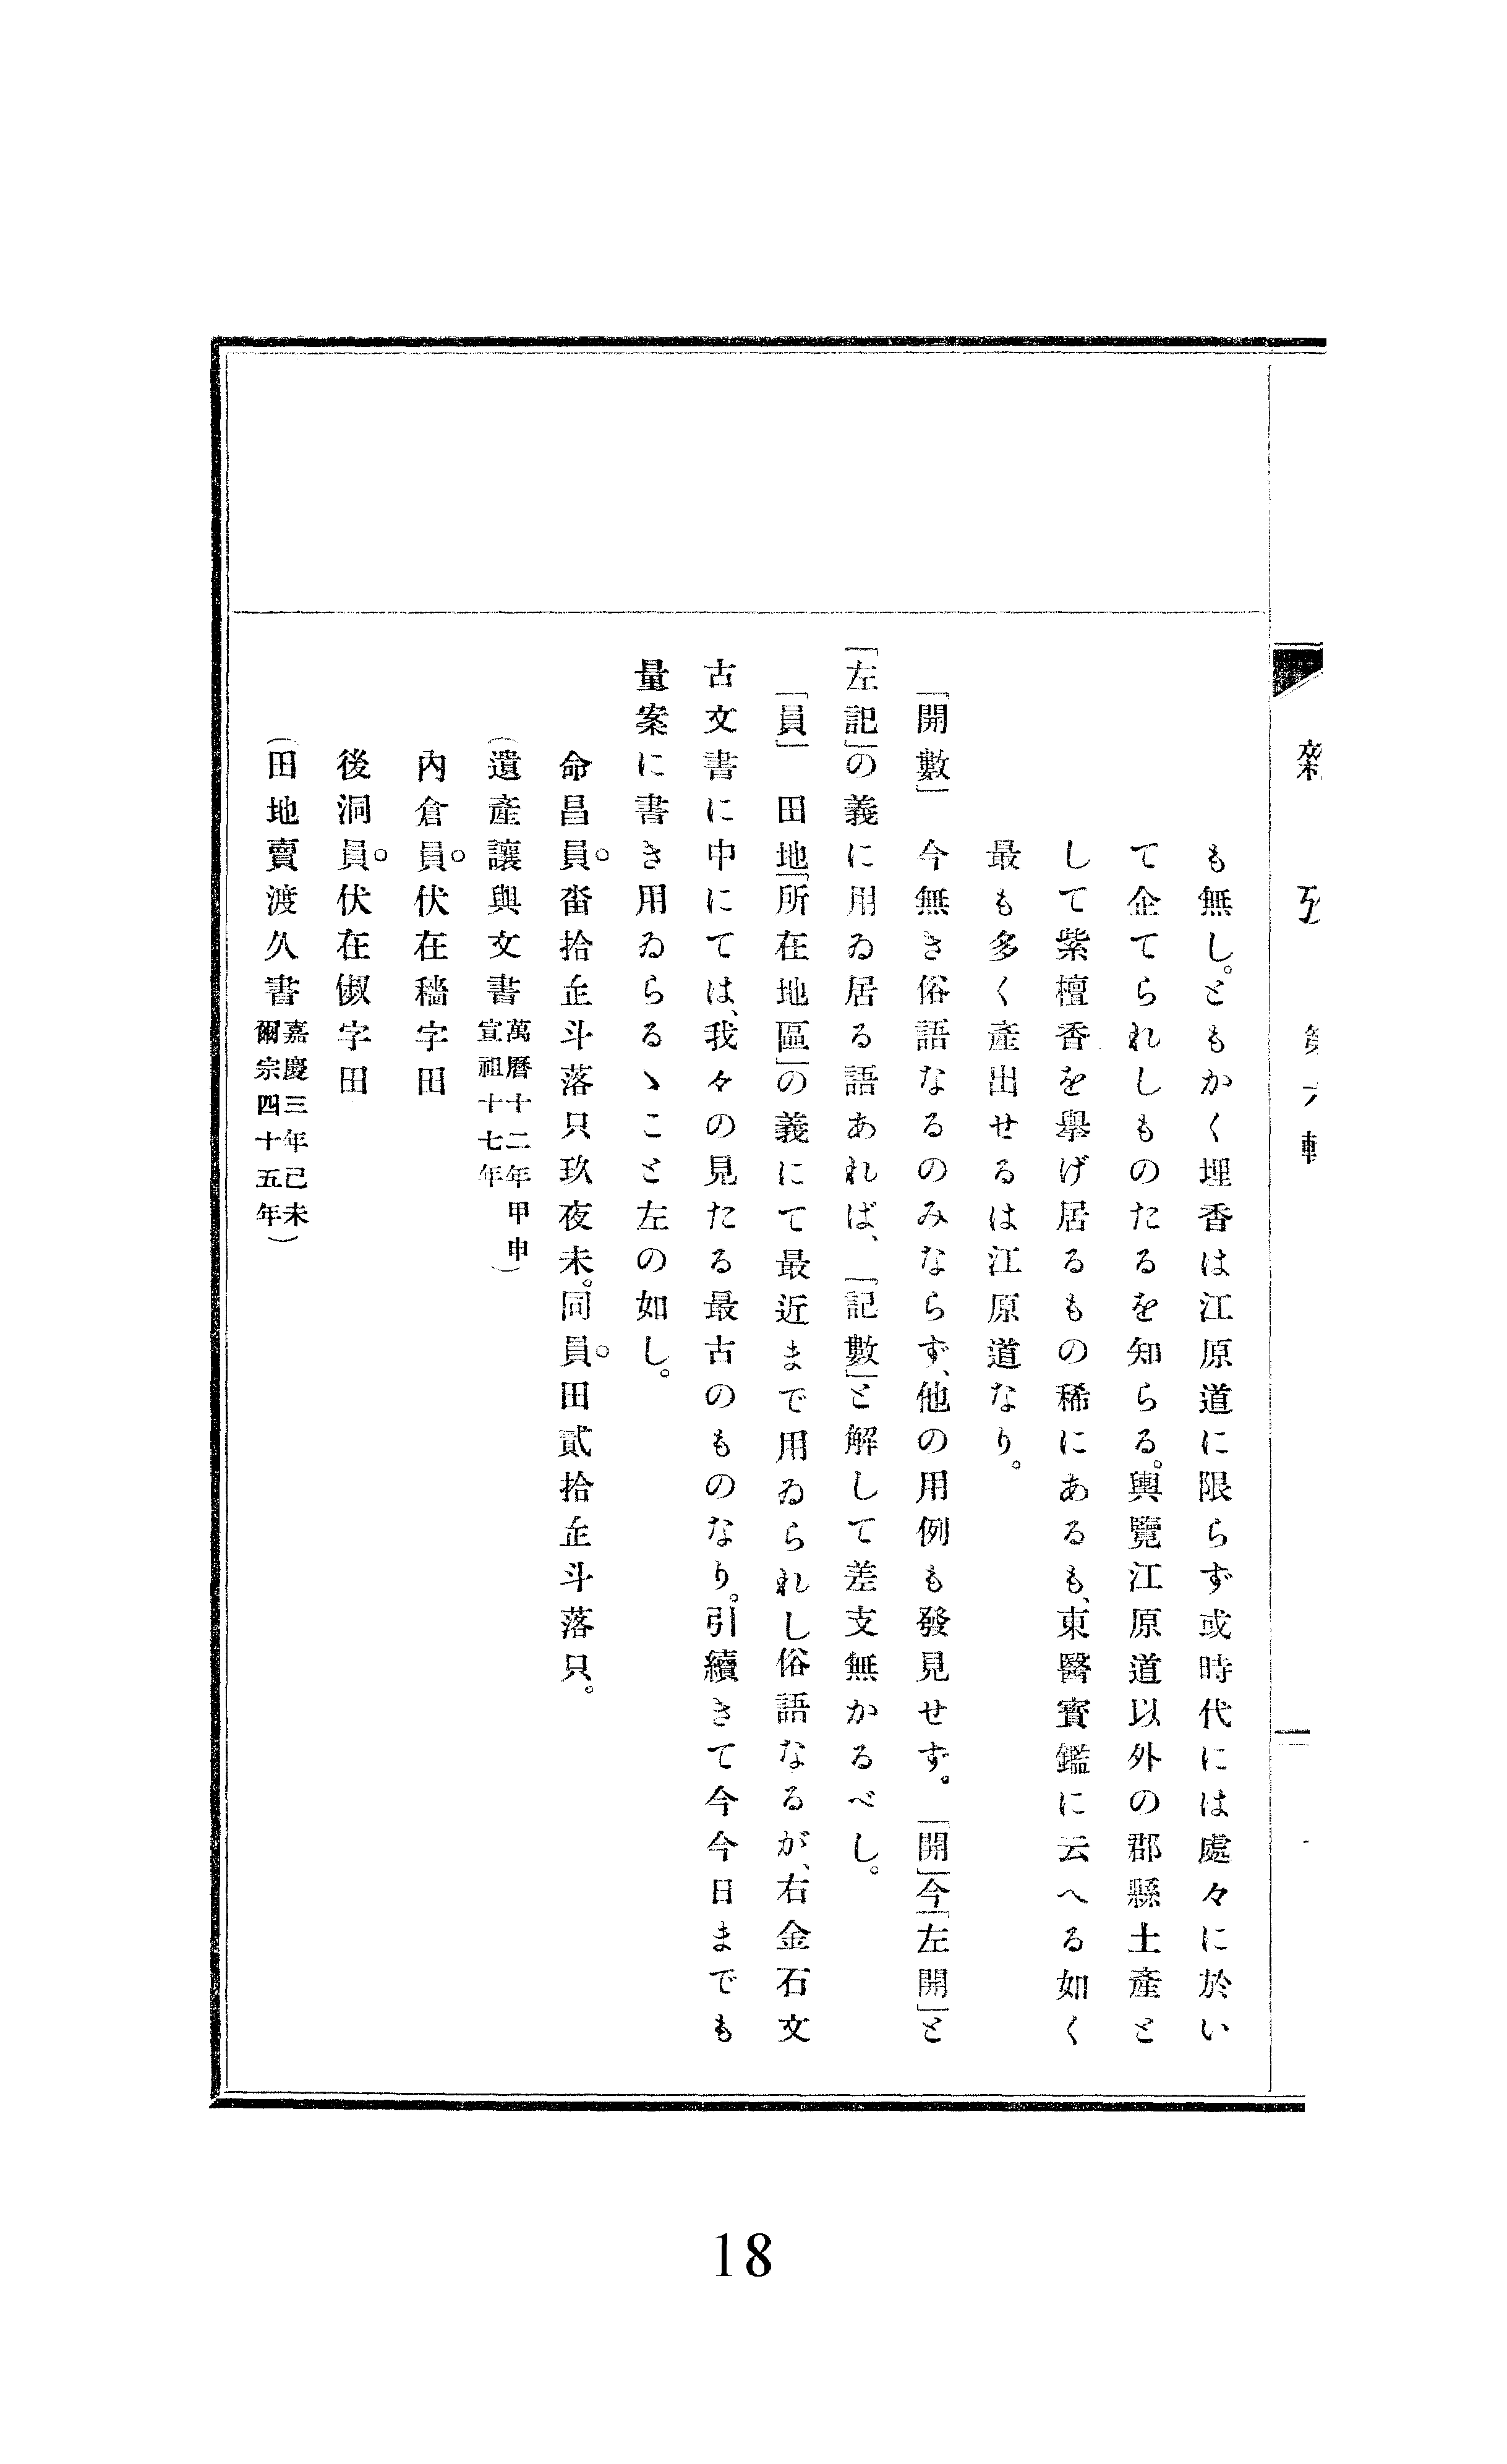 も無し。ともかく埋香は江原道に限らず或時代には處々に於い
て企てられしものたるを知らる。輿覽江原道以外の郡縣土產と
して紫檀香を擧げ居るもの稀にあるも、東醫寳鑑に云へる如く
最も多く產出せるは江原道なり。
「開數」　今無き俗語なるのみならず、他の用例も發見せず。「開」今「左開」と
「左記」の義に用ゐ居る語あれば、「記數」と解して差支無かるべし。
「員」　田地「所在地區」の義にて最近まで用ゐられし俗語なるが、右金石文
古文書に中にては、我々の見たる最古のものなり。引續きて今今日までも
量案に書き用ゐらるゝこと左の如し。
命昌員。畓拾㱏斗落只玖夜未。同員。田貳拾㱏斗落只。
（遺產讓與文書 萬曆十二年甲申 宣祖十七年）
內倉員。伏在穡字田
後洞員。伏在俶字田
（田地賣渡久書 嘉慶三年己未 爾宗四十五年）
18